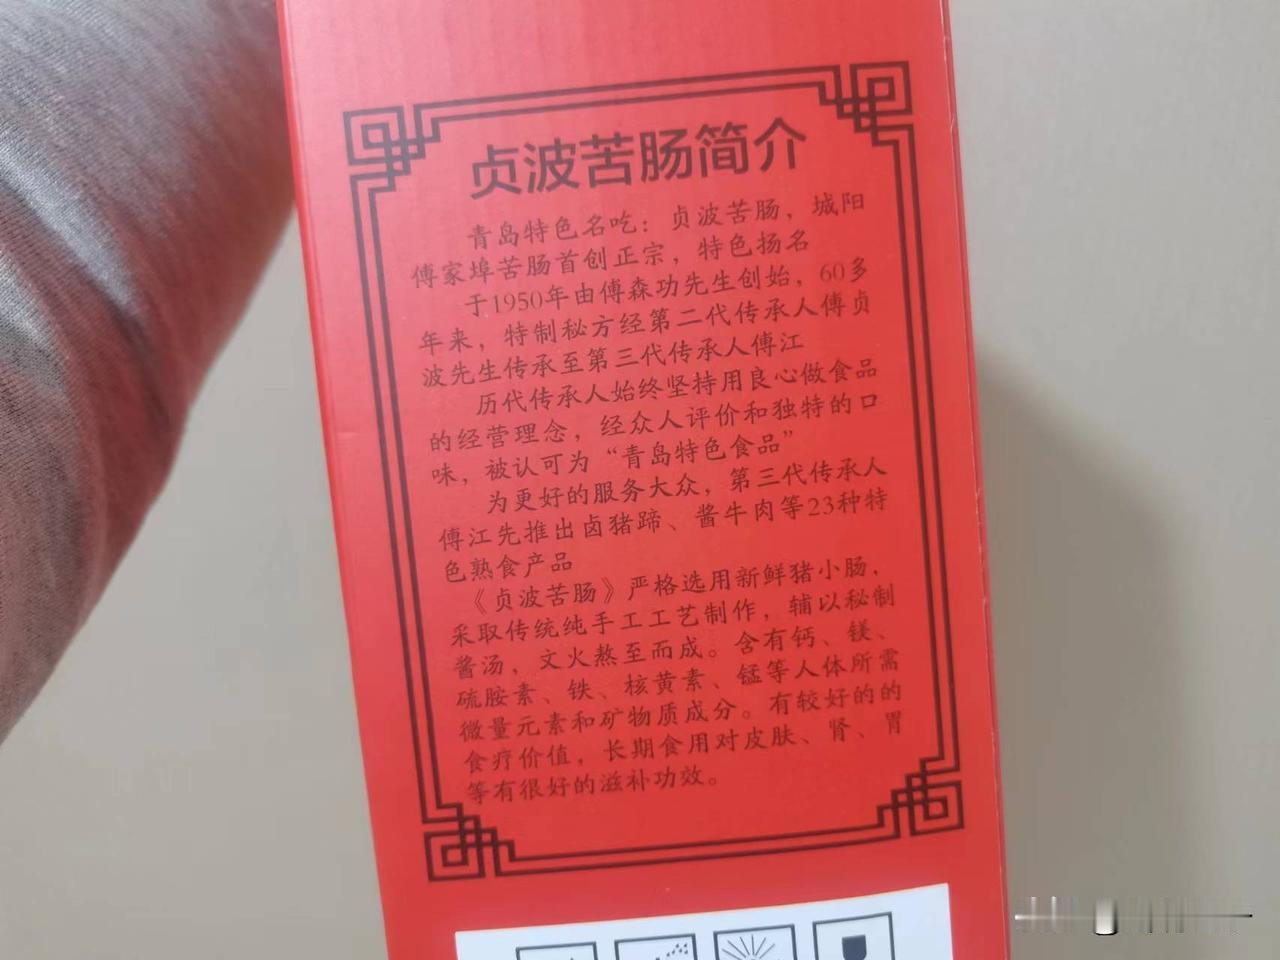 贞波苦肠简介
青岛特色名吃：贞波苦肠，城阳
傅家埠苦肠首创正宗，特色扬名
于1950年由傅森功先生创始，60多
年来，特制秘方经第二代传承人傅贞
波先生传承至第三代传承人傅江
历代传承人始终坚持用良心做食品
的经营理念，经众人评价和独特的口
味，被认可为“青岛特色食品”
为更好的服务大众，第三代传承人
傅江先推出卤猪蹄、酱牛肉等23种特
色熟食产品
《贞波苦肠》严格选用新鲜猪小肠，
采取传统纯手工工艺制作，辅以秘制
酱汤，文火熬至而成。含有钙、镁、
硫胺素、铁、核黄素、锰等人体所需
微量元素和矿物质成分。有较好的的
食疗价值，长期食用对皮肤、肾、胃
等有很好的滋补功效。